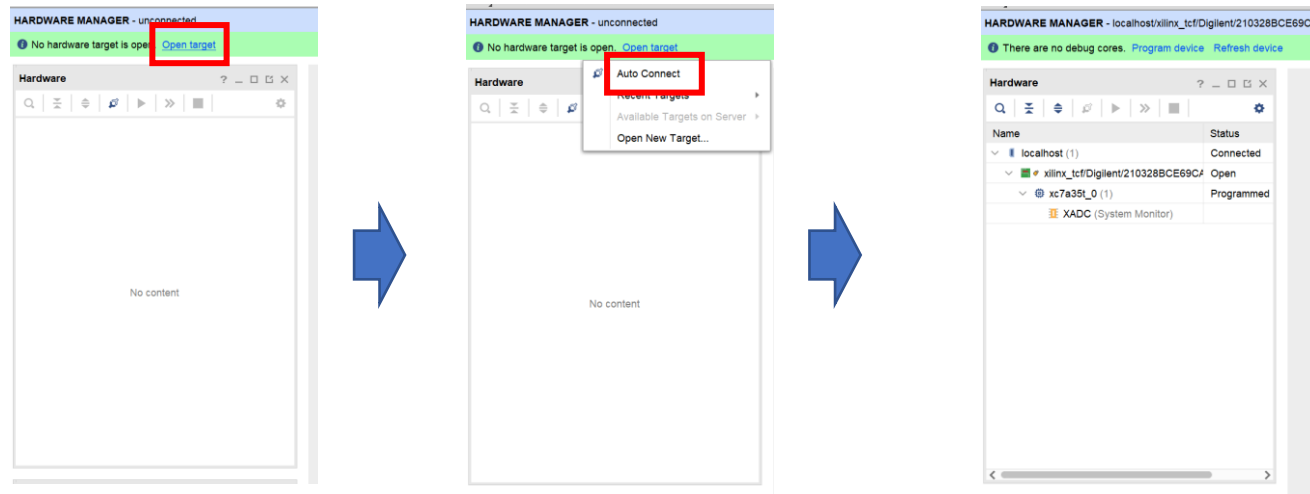 HARDWARE MANAGER - unconnected
No hardware target is open. Open target
Hardware
?
No content
HARDWARE MANAGER - unconnected
No hardware target is open. Open target
Hardware
Auto Connect
Recent Targets
Available Targets on Server
Open New Target...
No content
HARDWARE MANAGER - localhost/xilinx_tcf/Digilent/210328BCE69C
There are no debug cores. Program device Refresh device
Hardware
?
Name Status
localhost (1) Connected
xilinx_tcf/Digilent/210328BCE69CA Open
xc7a35t_0 (1) Programmed
XADC (System Monitor)